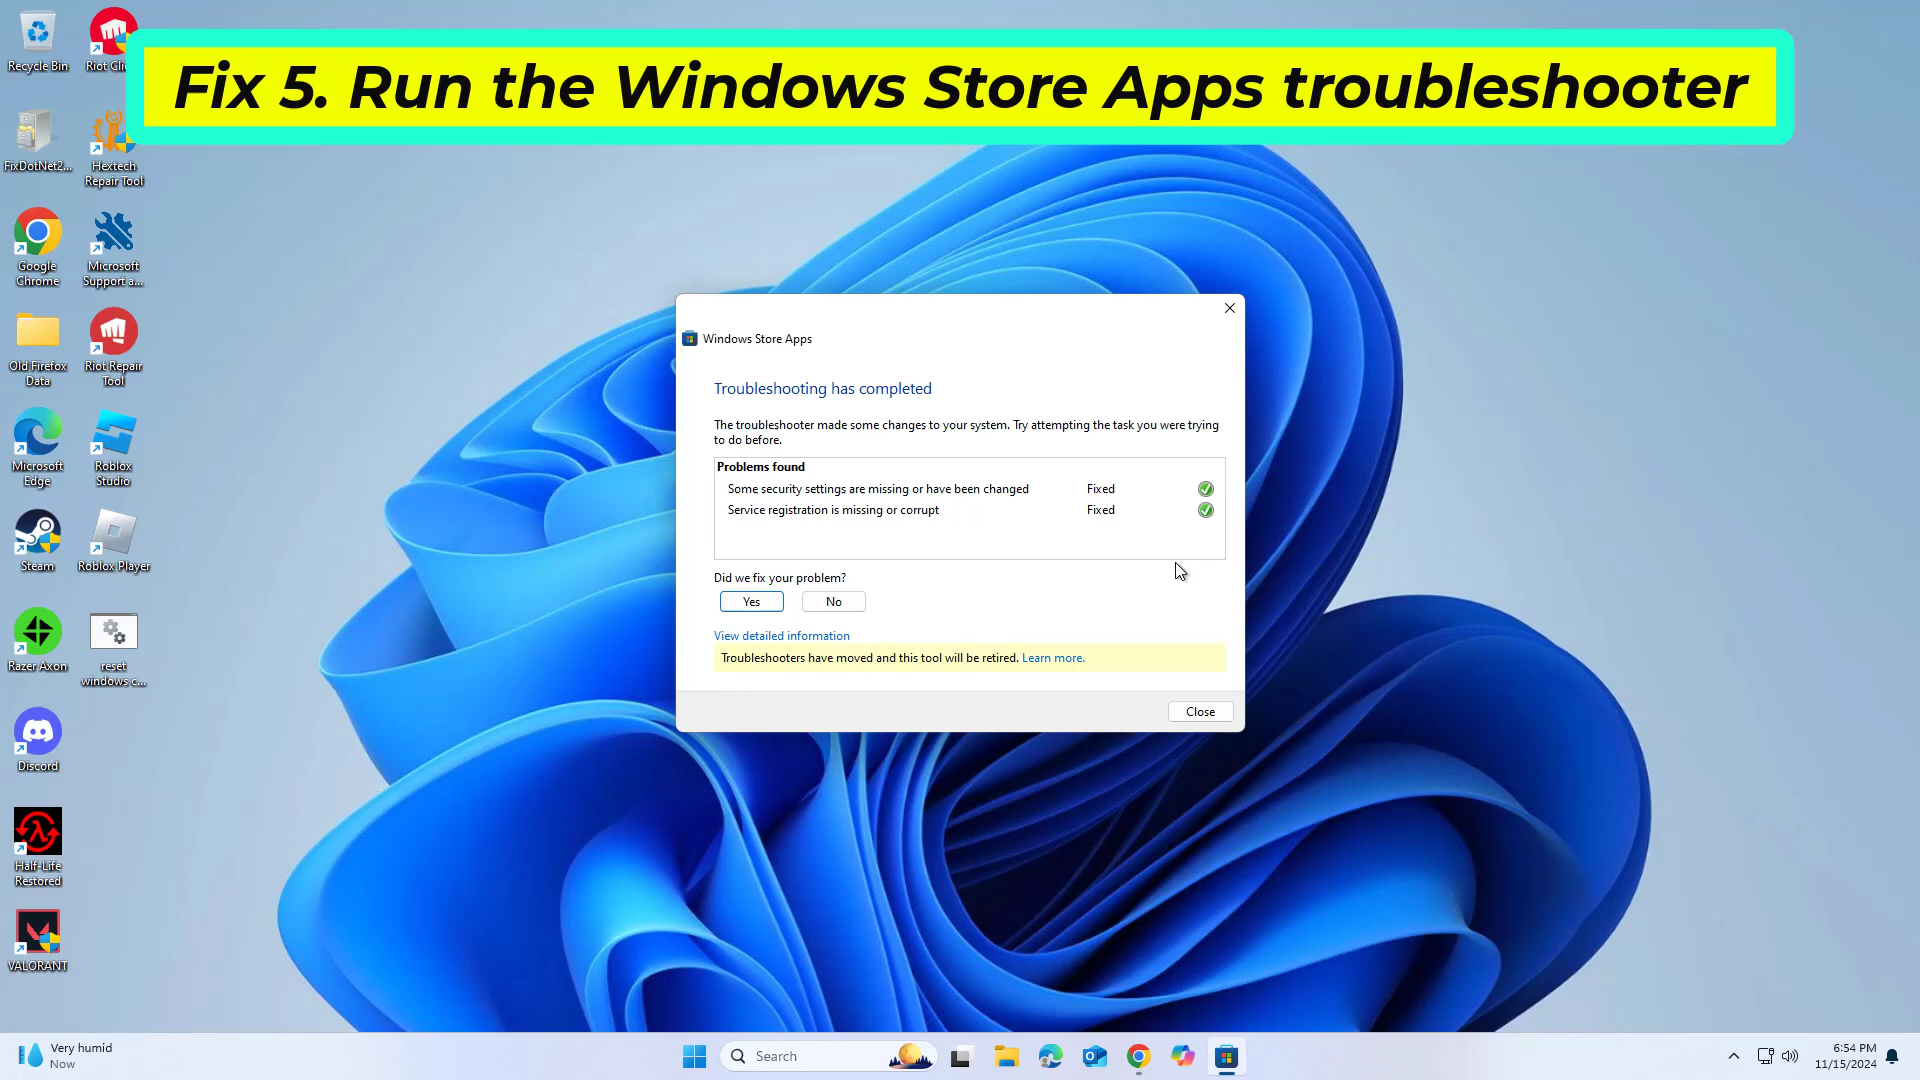 Fix 5. Run the Windows Store Apps troubleshooter
Recycle Bin
Riot Cli
FixDotNet2...
Hextech
Repair Tool
Google
Chrome
Microsoft
Support a...
Old Firefox
Data
Riot Repair
Tool
Microsoft
Edge
Roblox
Studio
Steam
Roblox Player
Razer Axon
reset
windows c...
Discord
Half-Life
Restored
VALORANT
Windows Store Apps
Troubleshooting has completed
The troubleshooter made some changes to your system. Try attempting the task you were trying
to do before.
Problems found
Some security settings are missing or have been changed Fixed
Service registration is missing or corrupt Fixed
Did we fix your problem?
Yes No
View detailed information
Troubleshooters have moved and this tool will be retired. Learn more.
Close
Very humid
Now
Search
6:54 PM
11/15/2024